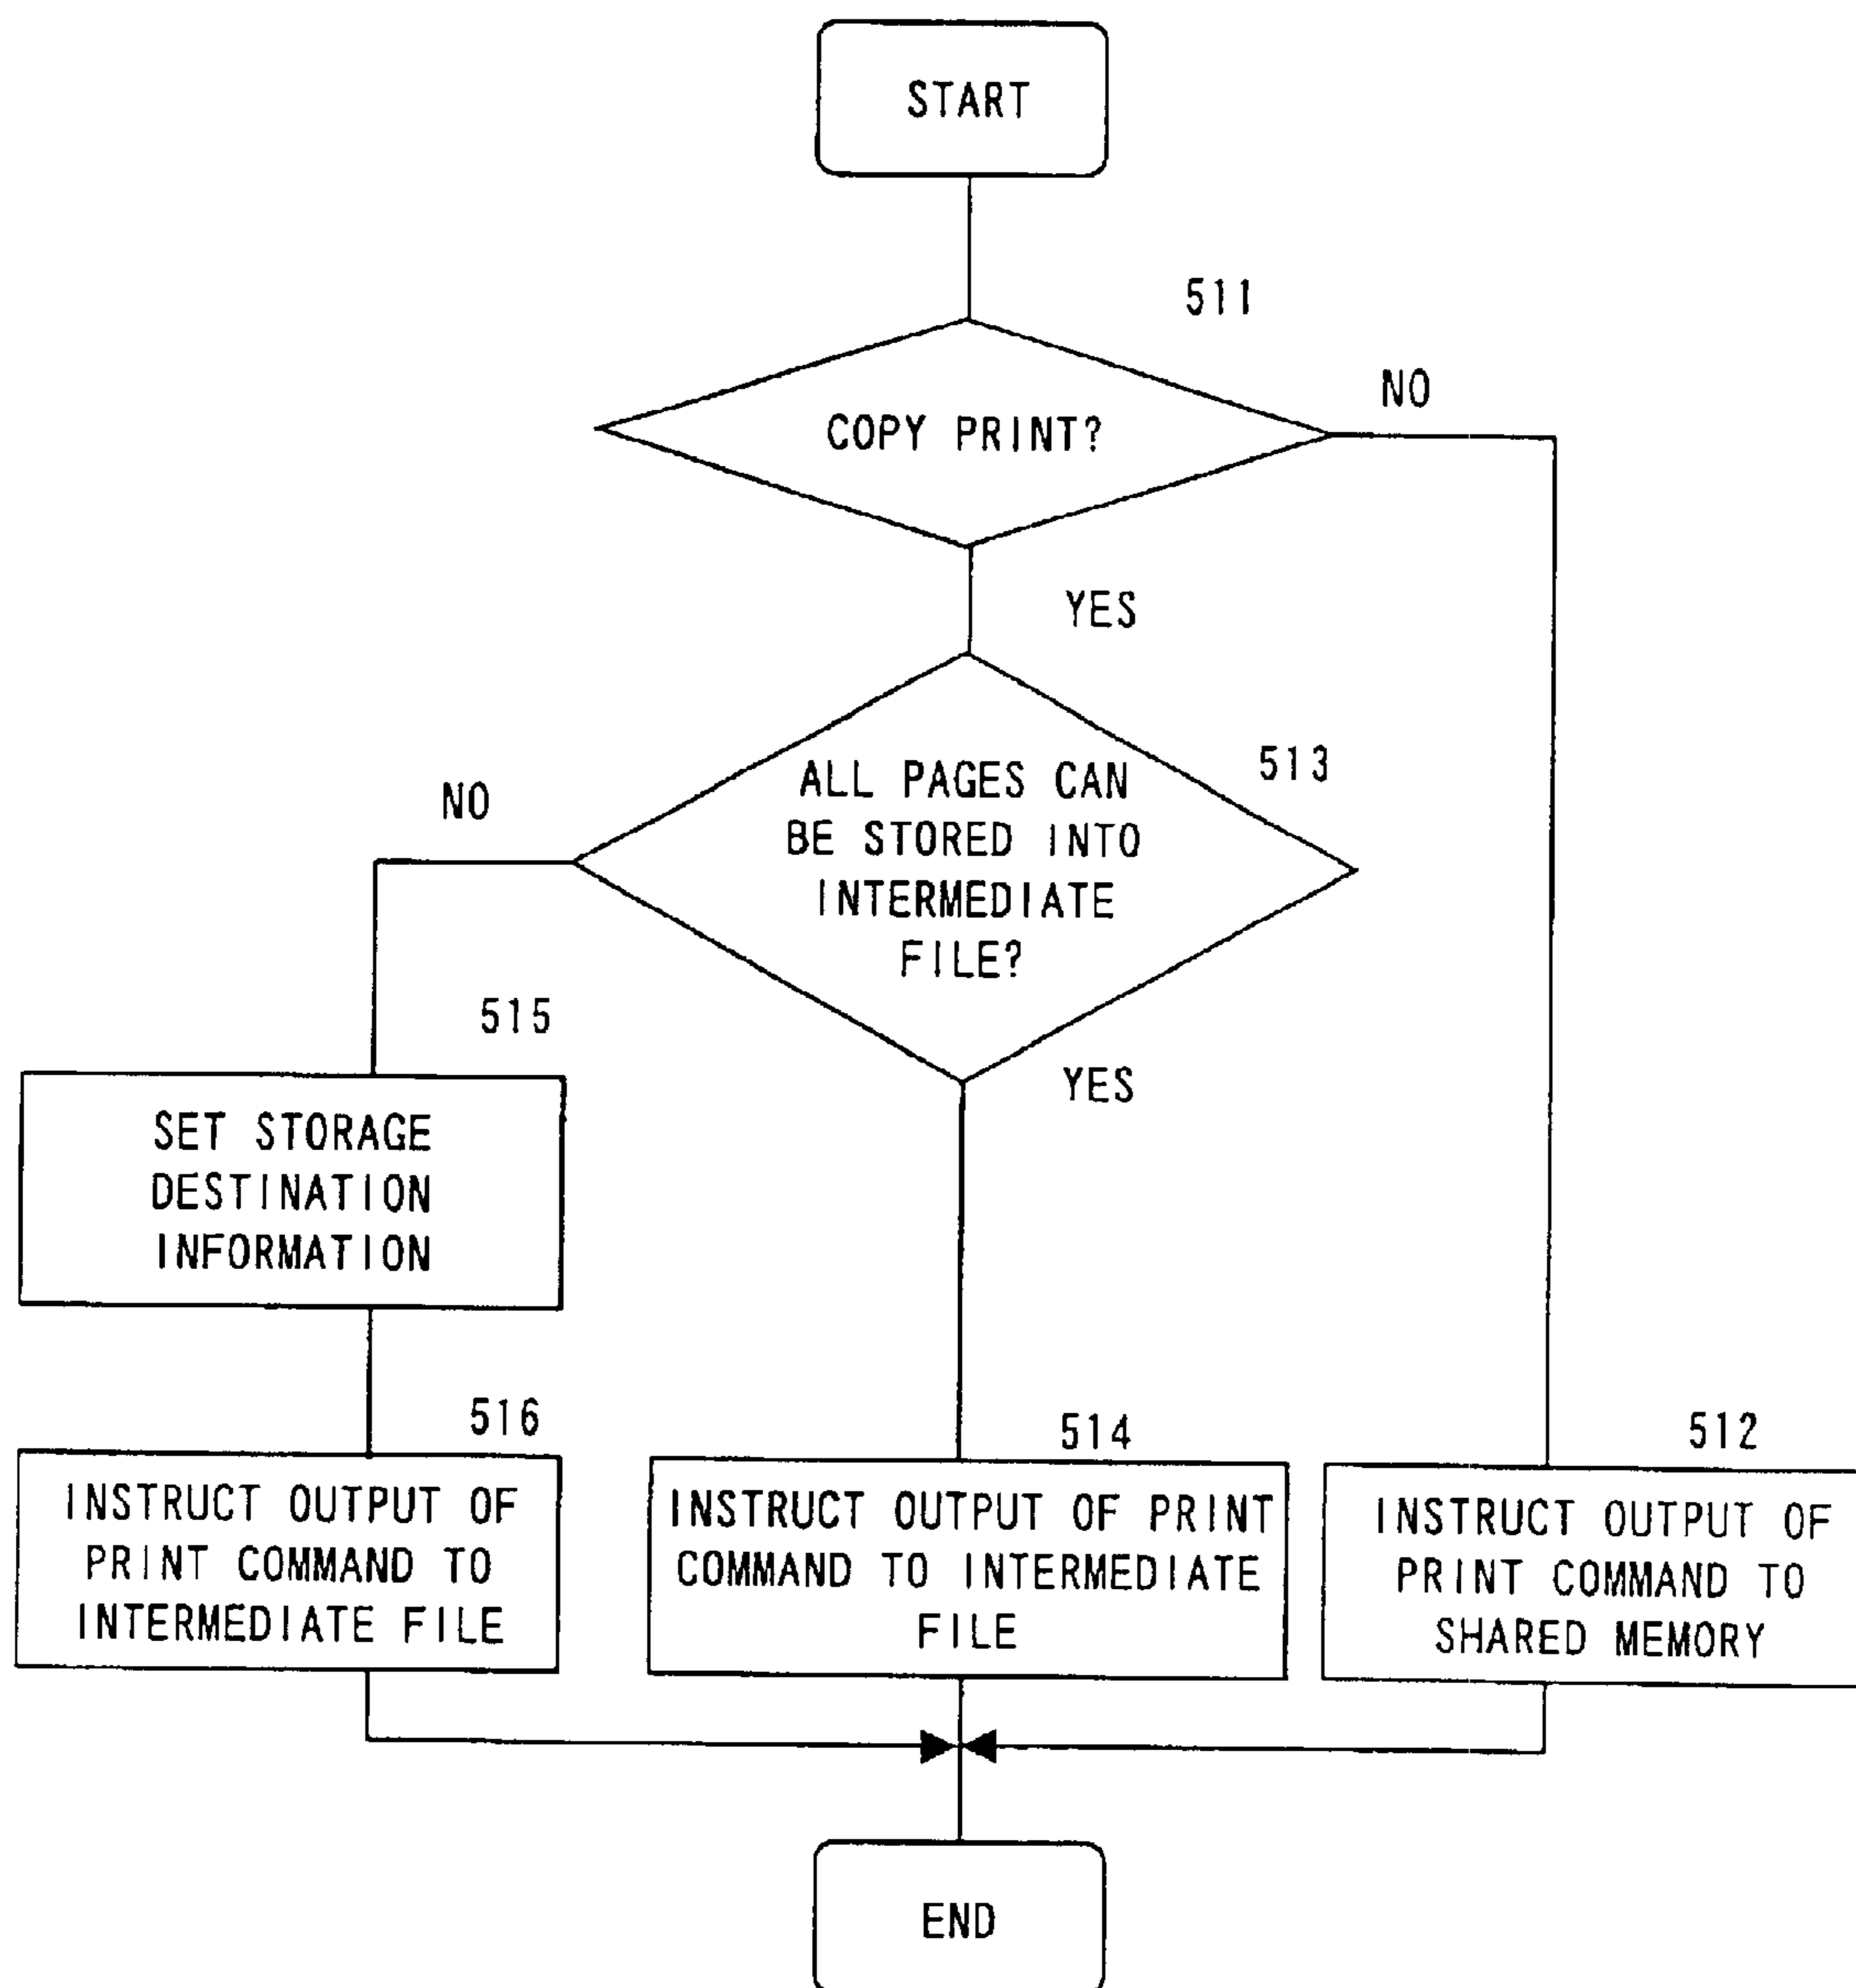 START
511
COPY PRINT?
NO
YES
513
ALL PAGES CAN
BE STORED INTO
INTERMEDIATE
FILE?
NO
YES
515
SET STORAGE
DESTINATION
INFORMATION
516
INSTRUCT OUTPUT OF
PRINT COMMAND TO
INTERMEDIATE FILE
514
INSTRUCT OUTPUT OF PRINT
COMMAND TO INTERMEDIATE
FILE
512
INSTRUCT OUTPUT OF
PRINT COMMAND TO
SHARED MEMORY
END